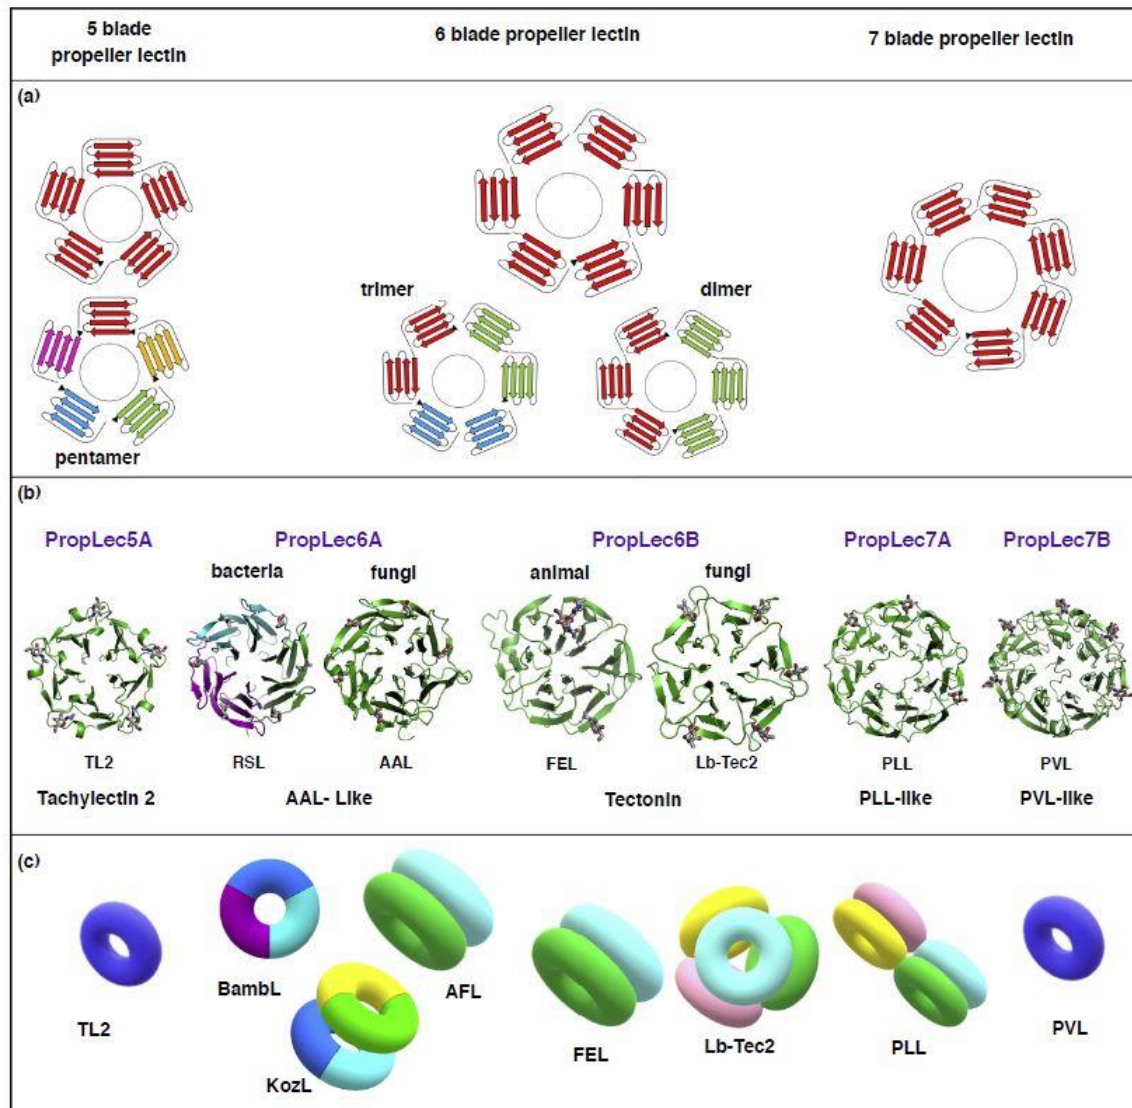 5 blade
propeller lectin
6 blade propeller lectin
7 blade propeller lectin
(a)
trimer
dimer
pentamer
(b)
PropLec5A
PropLec6A
PropLec6B
PropLec7A
PropLec7B
bacteria
fungi
animal
fungi
TL2
RSL
AAL
FEL
Lb-Tec2
PLL
PVL
Tachylectin 2
AAL- Like
Tectonin
PLL-like
PVL-like
(c)
TL2
BambL
KozL
AFL
FEL
Lb-Tec2
PLL
PVL